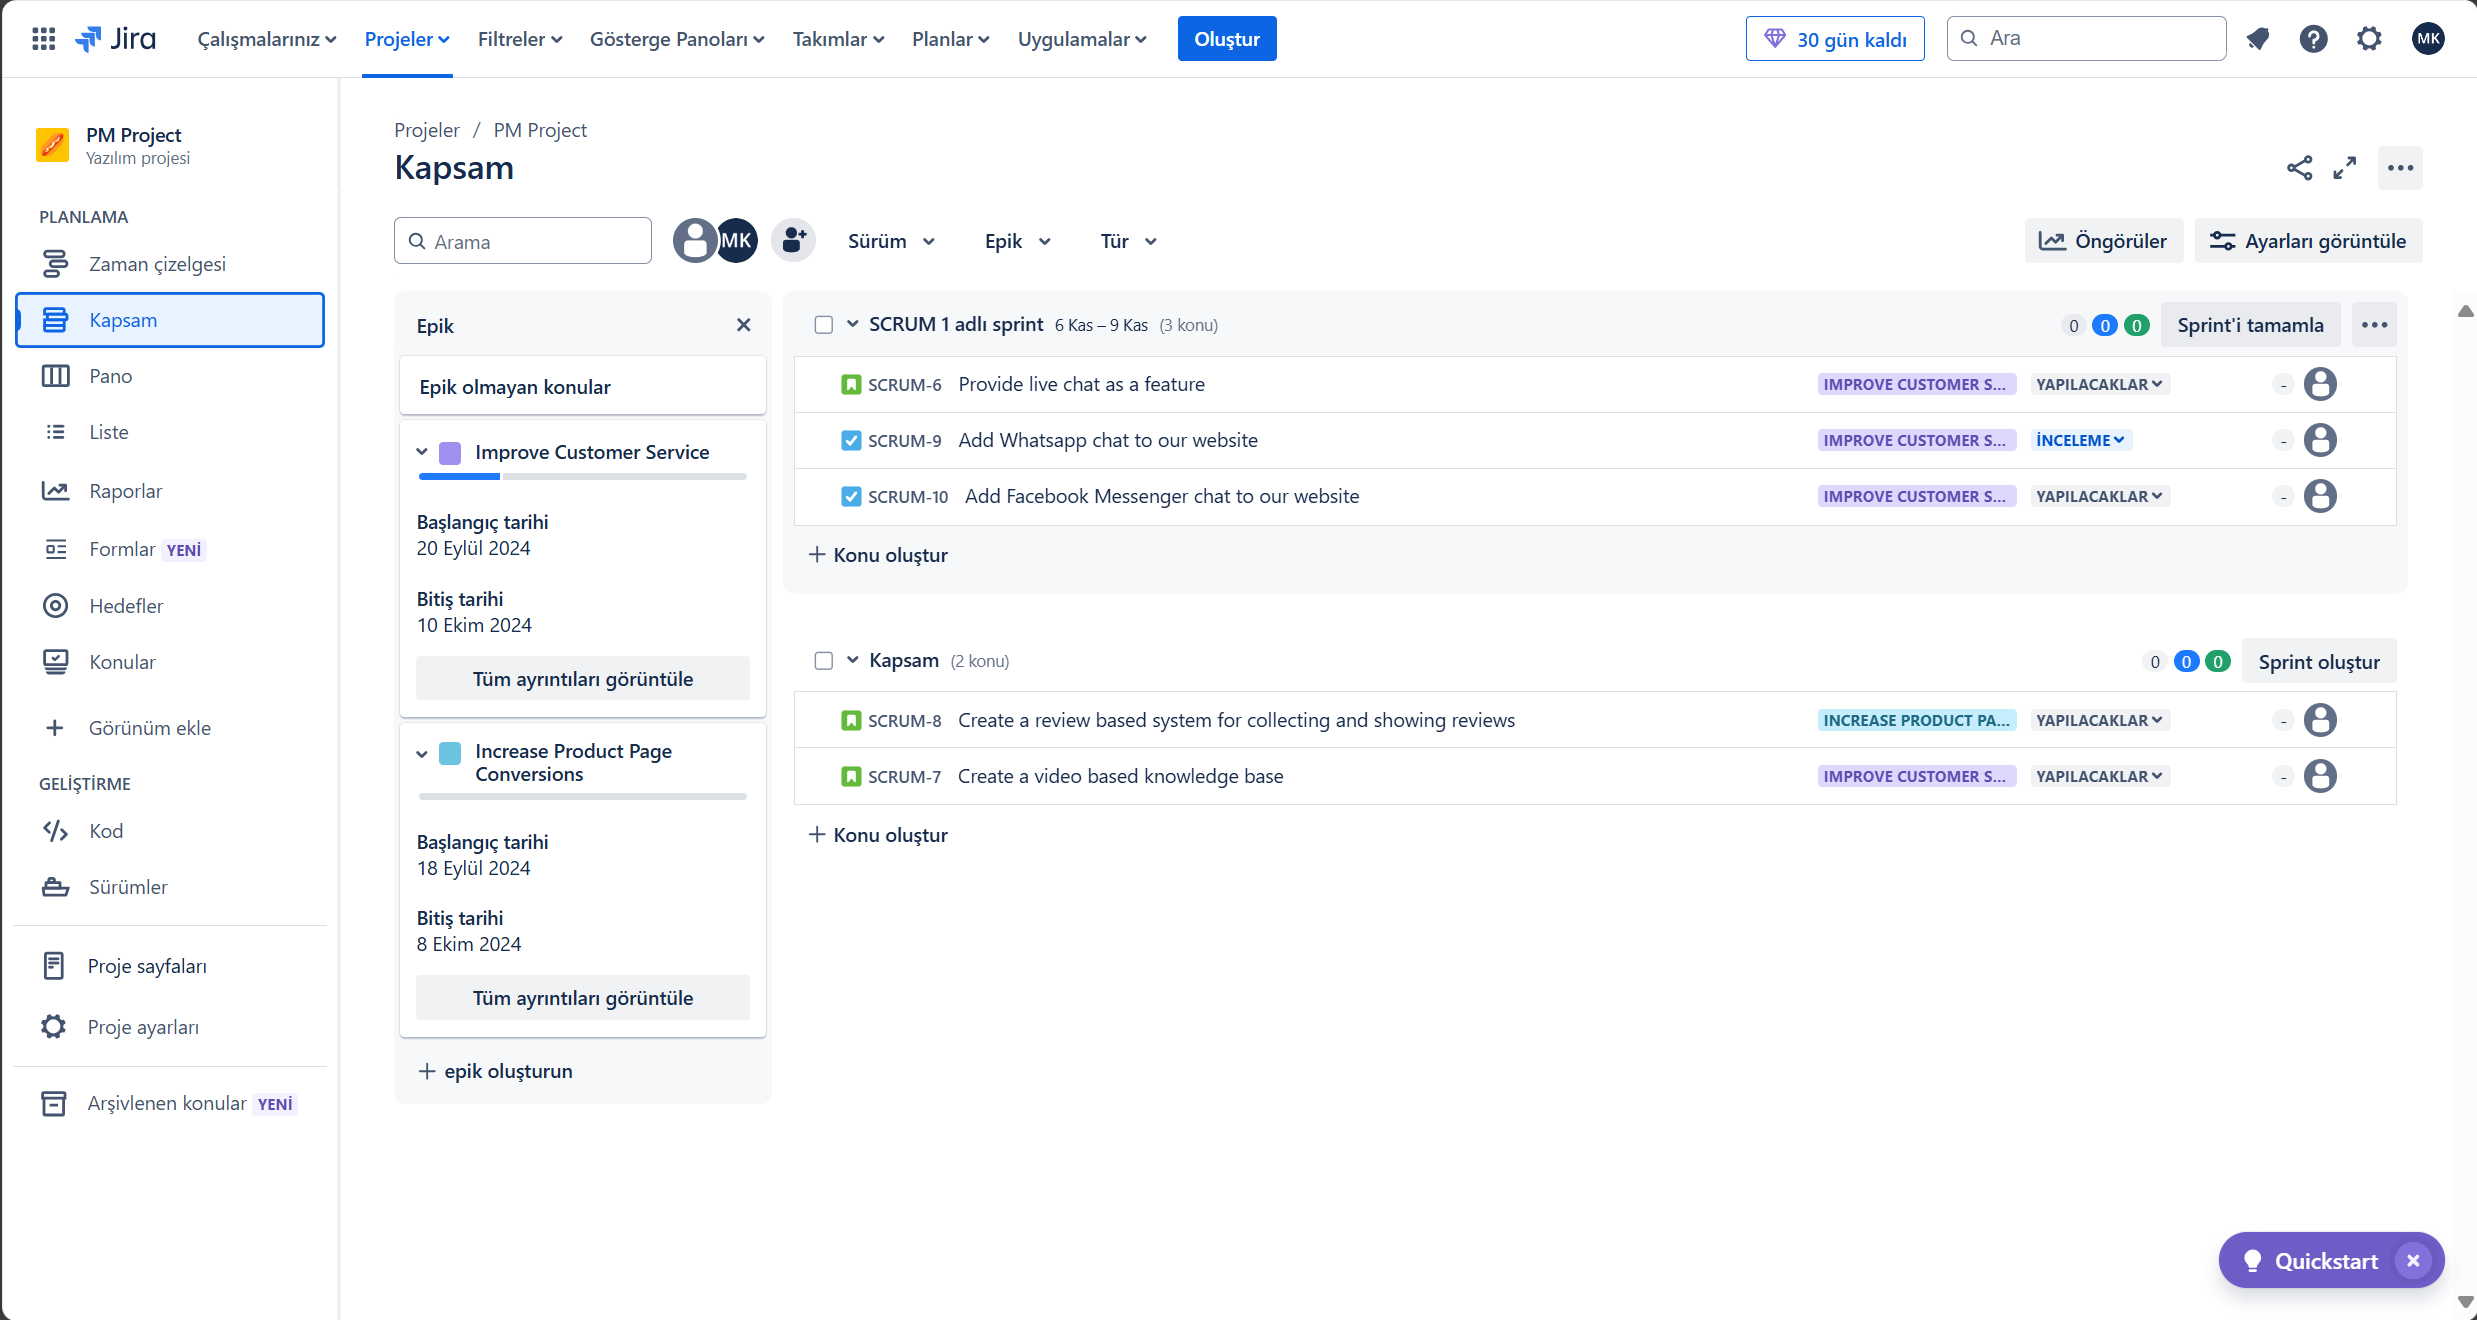 Jira
Çalışmalarınız
Projeler
Filtreler
Gösterge Panoları
Takımlar
Planlar
Uygulamalar
Oluştur
30 gün kaldı
Ara
MK
PM Project
Yazılım projesi
PLANLAMA
Zaman çizelgesi
Kapsam
Pano
Liste
Raporlar
Formlar YENİ
Hedefler
Konular
Görünüm ekle
GELİŞTİRME
Kod
Sürümler
Proje sayfaları
Proje ayarları
Arşivlenen konular YENİ
Projeler / PM Project
Kapsam
Arama
MK
Sürüm
Epik
Tür
Öngörüler
Ayarları görüntüle
Epik
Epik olmayan konular
Improve Customer Service
Başlangıç tarihi
20 Eylül 2024
Bitiş tarihi
10 Ekim 2024
Tüm ayrıntıları görüntüle
Increase Product Page
Conversions
Başlangıç tarihi
18 Eylül 2024
Bitiş tarihi
8 Ekim 2024
Tüm ayrıntıları görüntüle
epik oluşturun
SCRUM 1 adlı sprint 6 Kas – 9 Kas (3 konu) 0 0 0 Sprint'i tamamla
SCRUM-6 Provide live chat as a feature IMPROVE CUSTOMER S... YAPILACAKLAR -
SCRUM-9 Add Whatsapp chat to our website IMPROVE CUSTOMER S... İNCELEME -
SCRUM-10 Add Facebook Messenger chat to our website IMPROVE CUSTOMER S... YAPILACAKLAR -
Konu oluştur
Kapsam (2 konu) 0 0 0 Sprint oluştur
SCRUM-8 Create a review based system for collecting and showing reviews INCREASE PRODUCT PA... YAPILACAKLAR -
SCRUM-7 Create a video based knowledge base IMPROVE CUSTOMER S... YAPILACAKLAR -
Konu oluştur
Quickstart